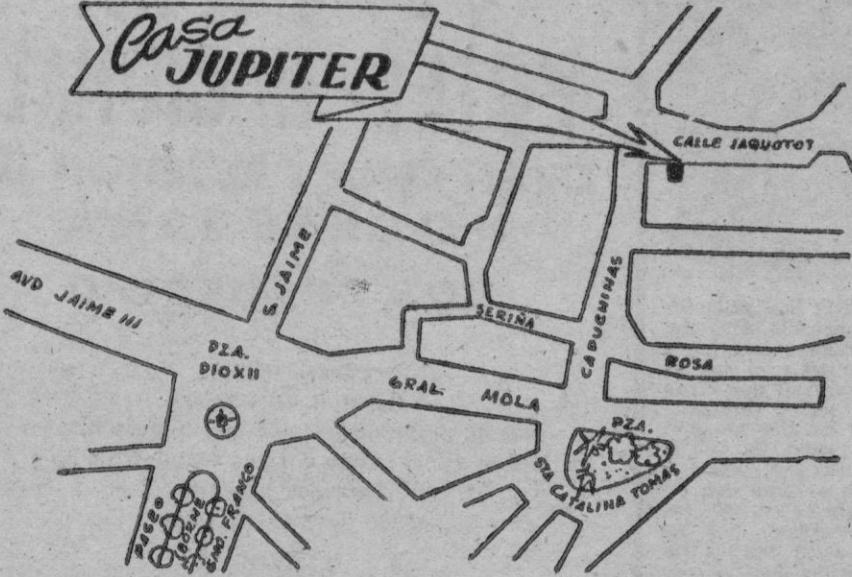 Casa
JUPITER
CALLE JAQUOTOT
S. JAIME
AVD JAIME III
CAPUCHINAS
SERIÑA
PZA.
PIO XII
ROSA
GRAL MOLA
PZA.
STA CATALINA TOMAS
PASEO
BORNE
GMO. FRANCO